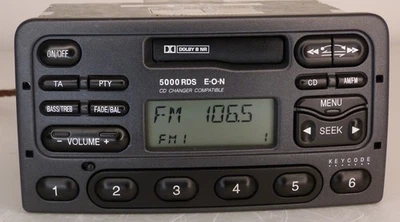 ON/OFF
DOLBY B NR
TA PTY
5000 RDS E·O·N
CD CHANGER COMPATIBLE
CD AM/FM
BASS/TREB FADE/BAL
FM 106.5
MENU
- VOLUME +
FM1 1
SEEK
KEYCODE
1 2 3 4 5 6